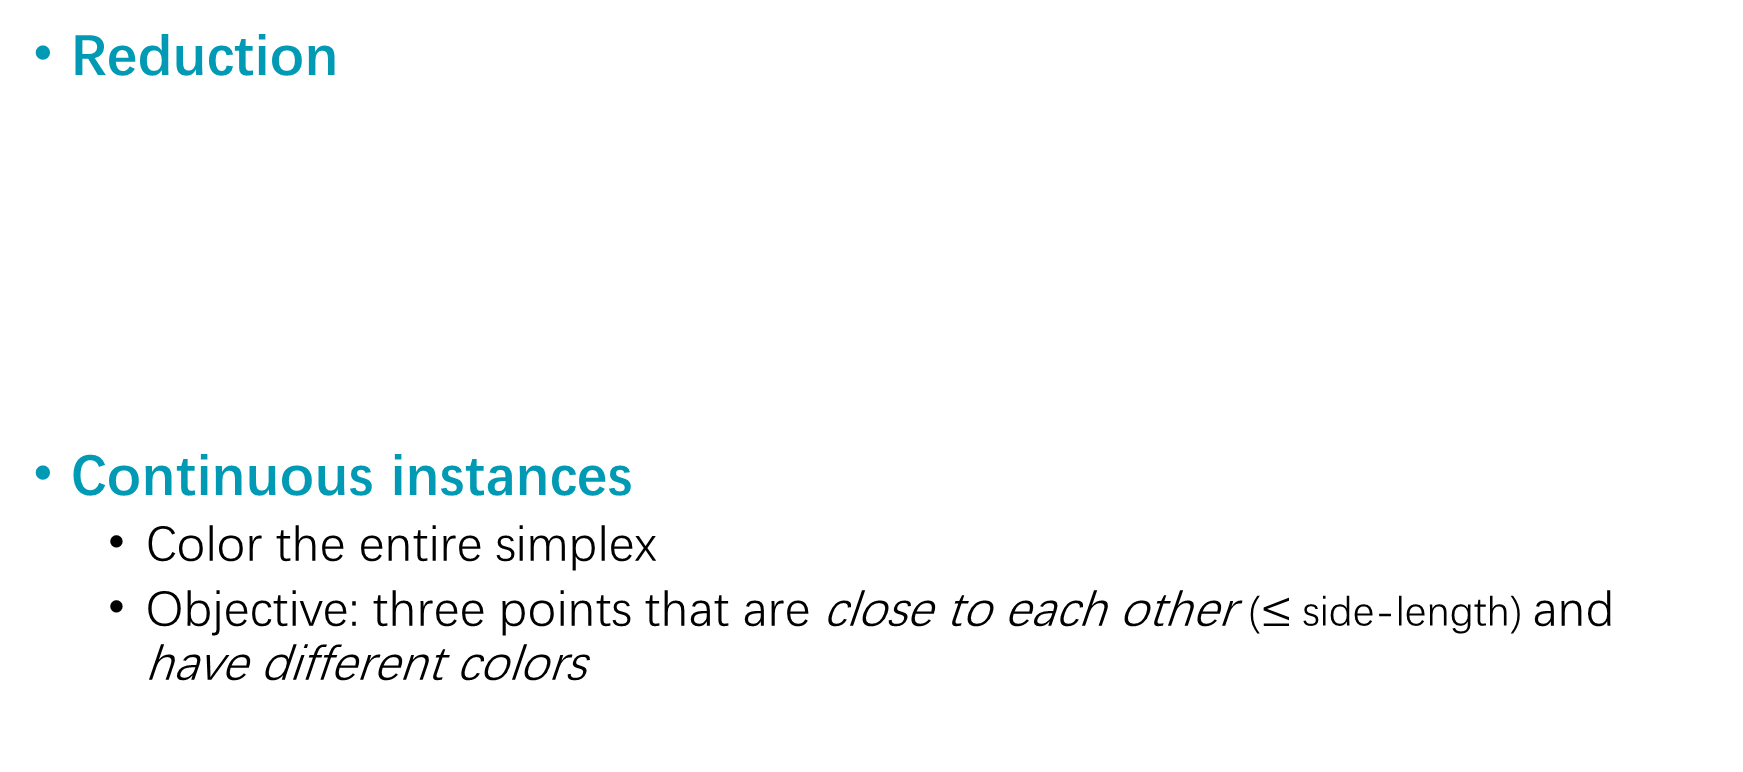 • Reduction
• Continuous instances
• Color the entire simplex
• Objective: three points that are close to each other (≤ side-length) and
have different colors